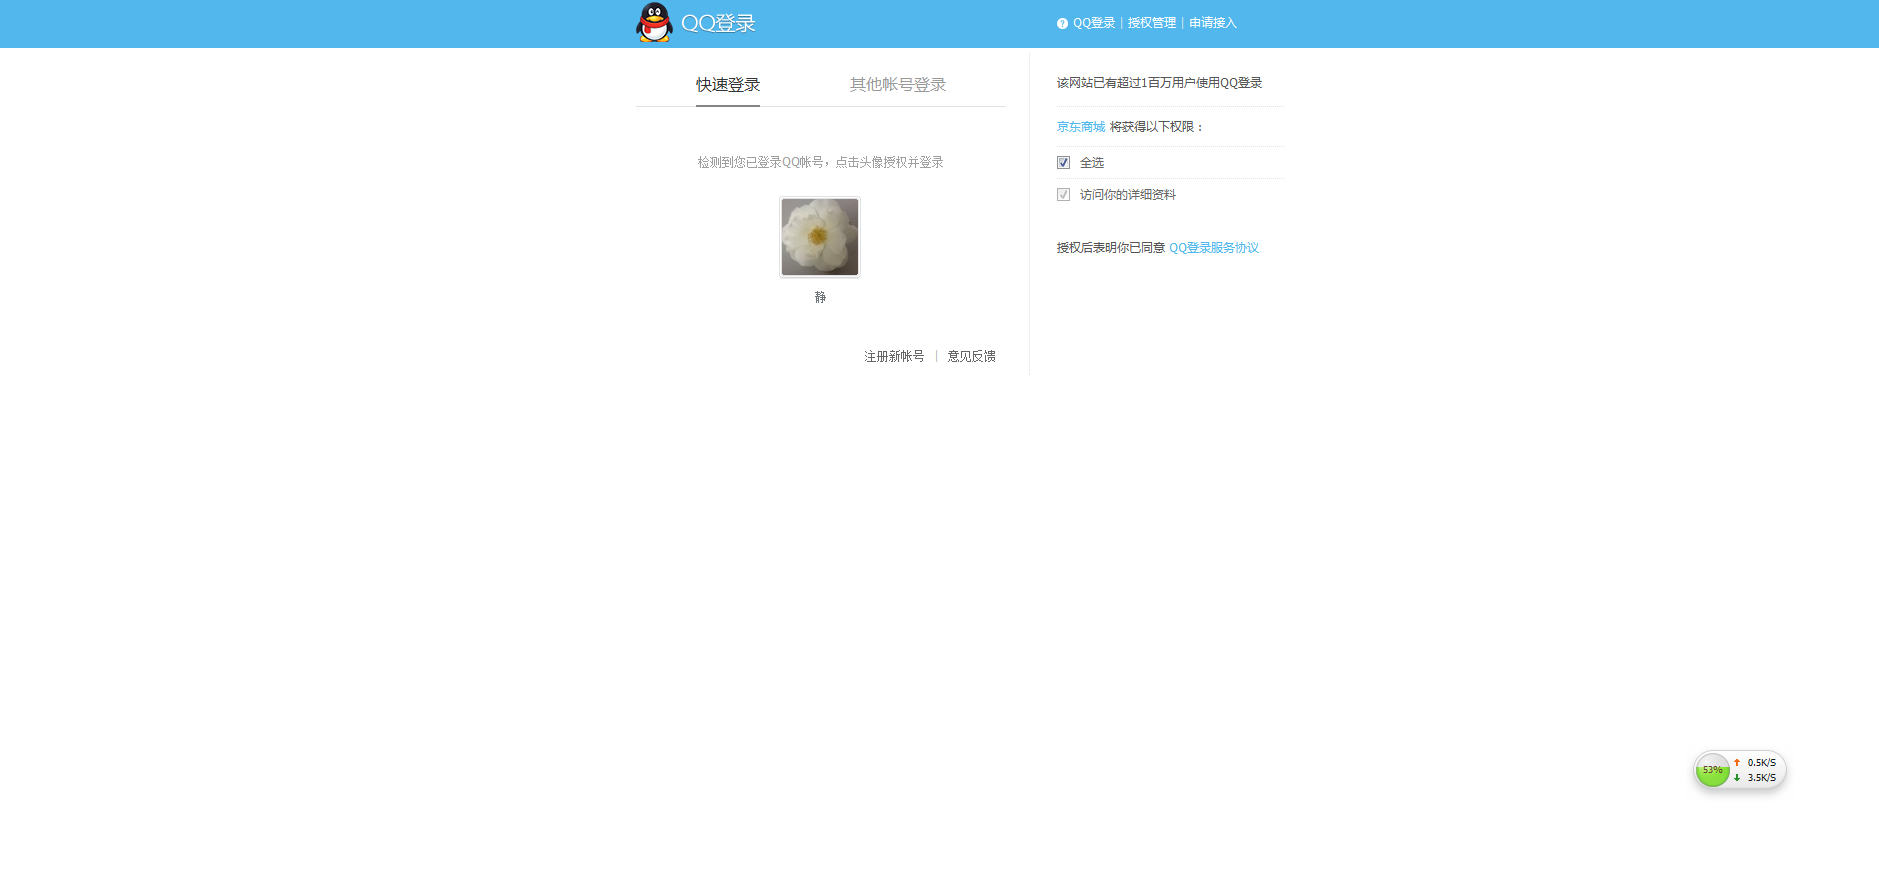 QQ登录
QQ登录 | 授权管理 | 申请接入
快速登录 其他帐号登录
检测到您已登录QQ帐号，点击头像授权并登录
静
注册新帐号 | 意见反馈
该网站已有超过1百万用户使用QQ登录
京东商城 将获得以下权限：
全选
访问你的详细资料
授权后表明你已同意 QQ登录服务协议
53%
0.5K/S
3.5K/S